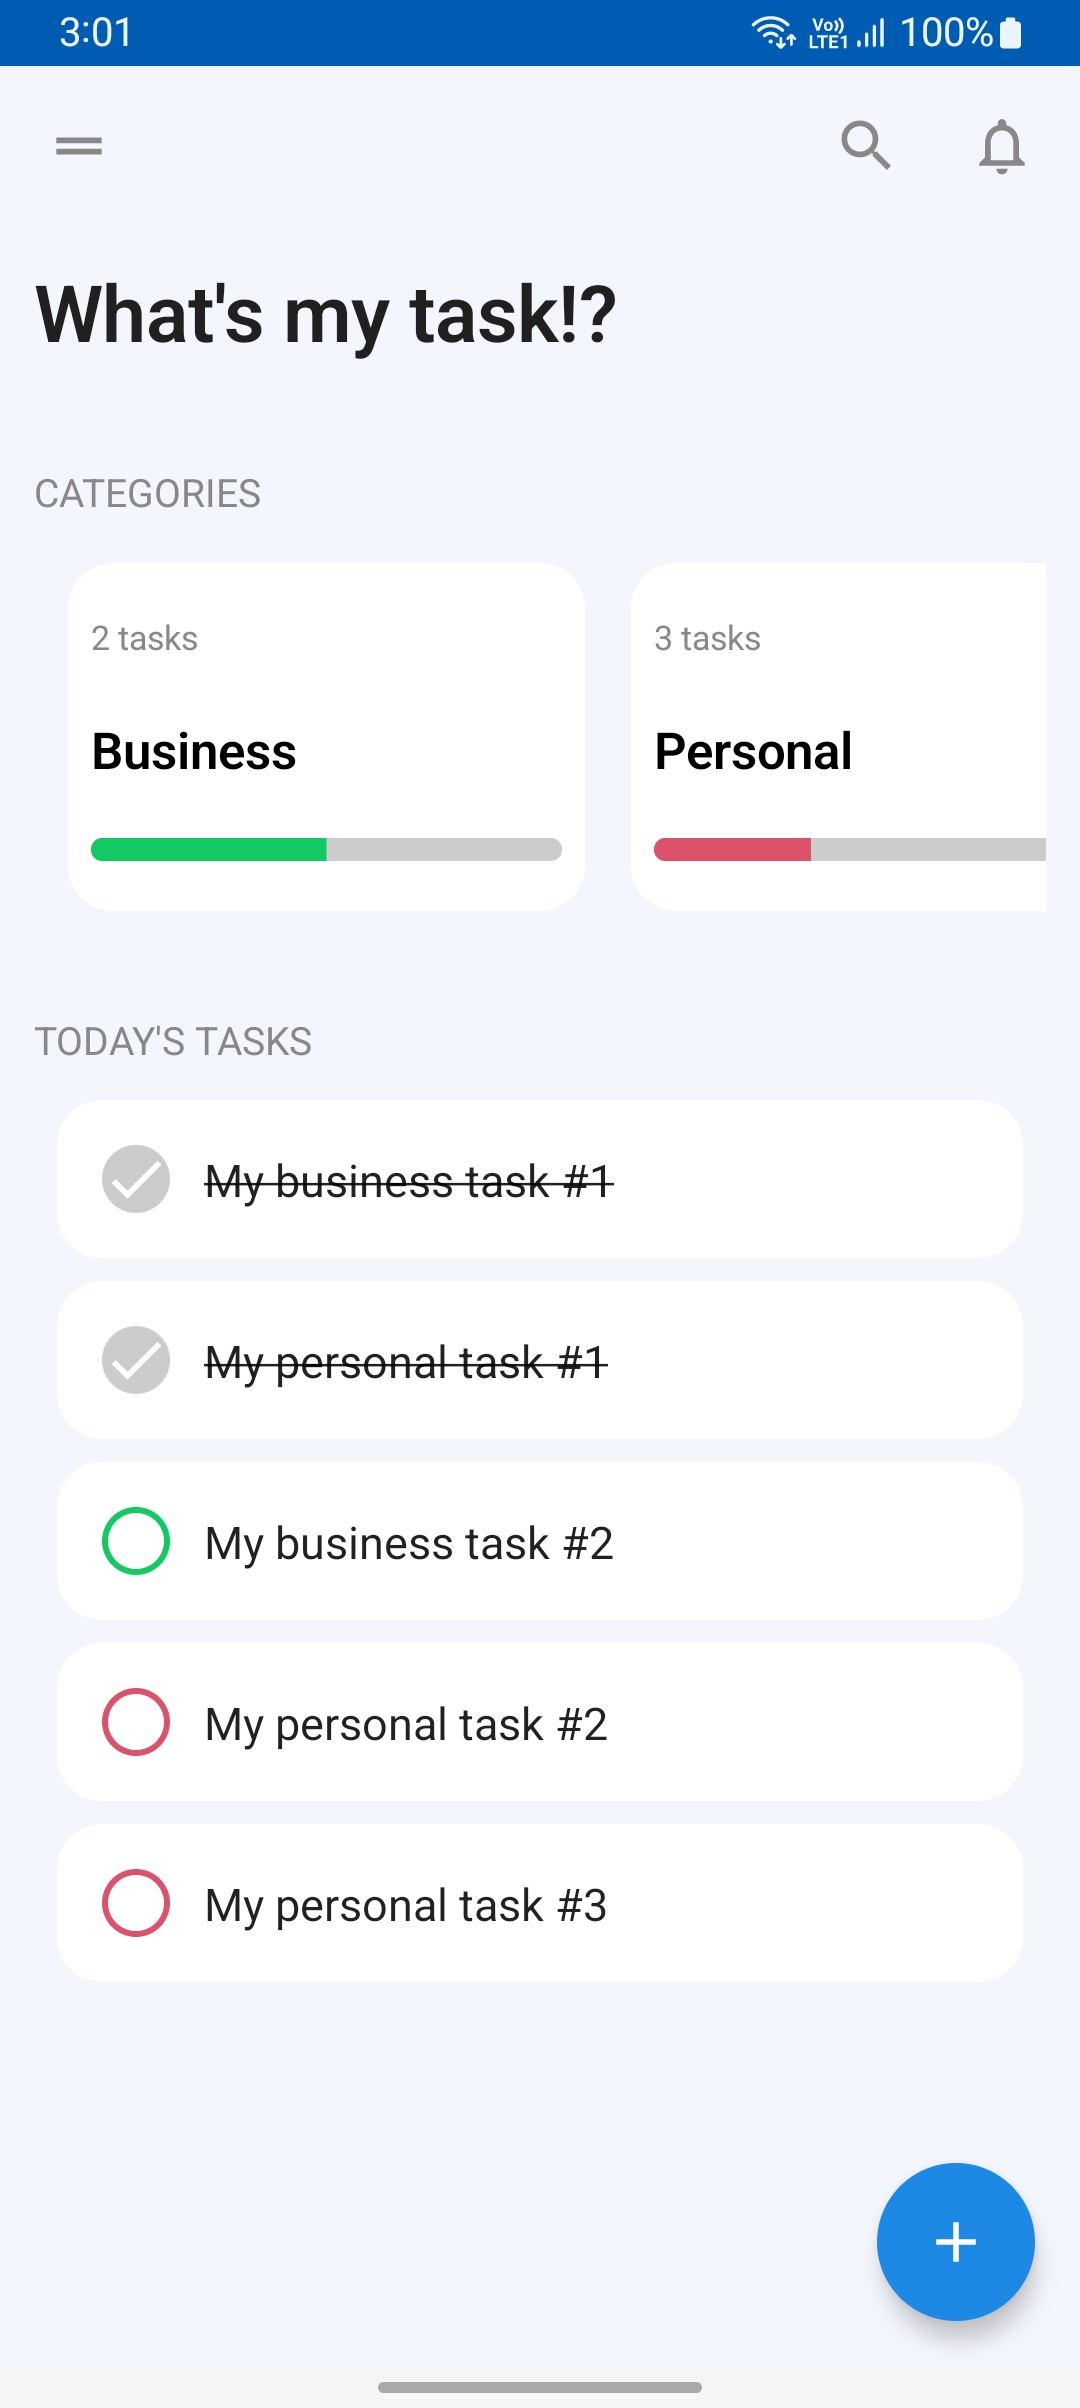 3:01
Vo)) LTE1 100%
What's my task!?
CATEGORIES
2 tasks
Business
3 tasks
Personal
TODAY'S TASKS
My business task #1
My personal task #1
My business task #2
My personal task #2
My personal task #3